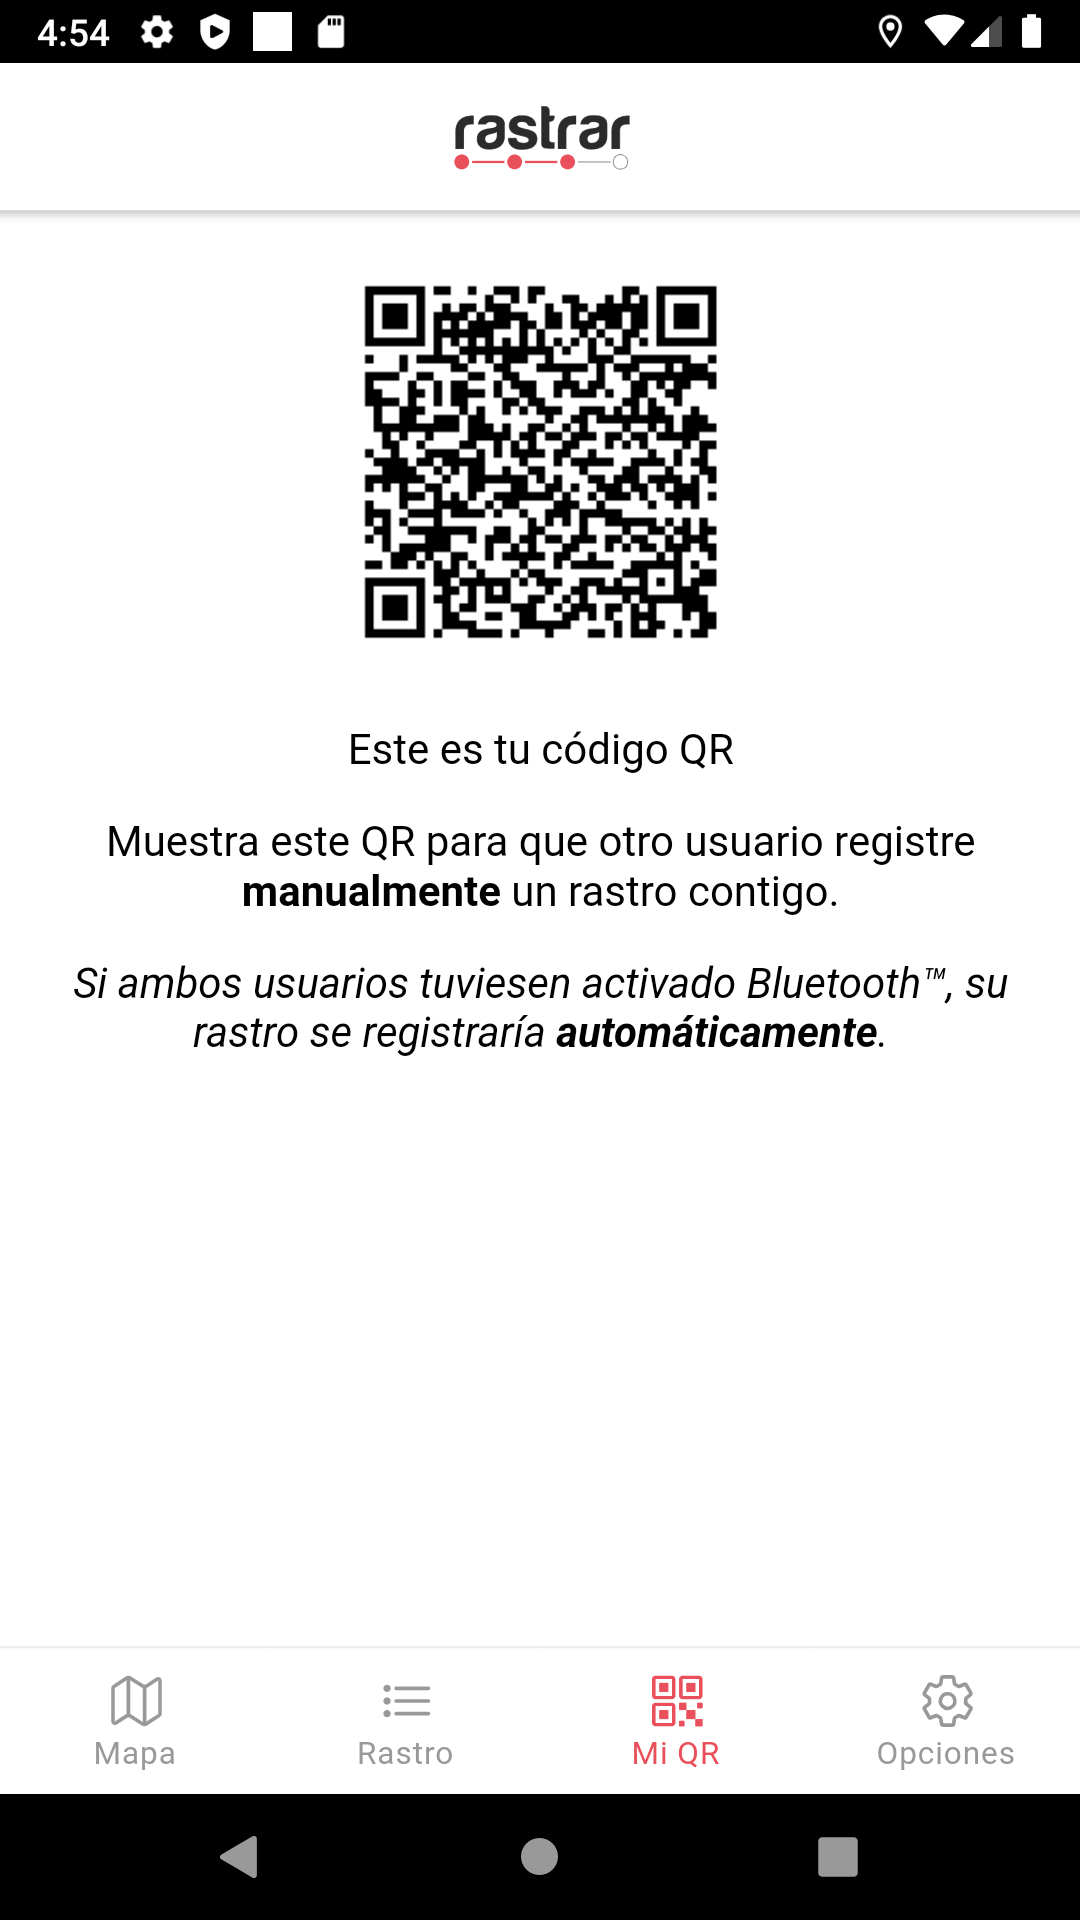 4:54
rastrar
Este es tu código QR
Muestra este QR para que otro usuario registre
manualmente un rastro contigo.
Si ambos usuarios tuviesen activado Bluetooth™, su
rastro se registraría automáticamente.
Mapa
Rastro
Mi QR
Opciones